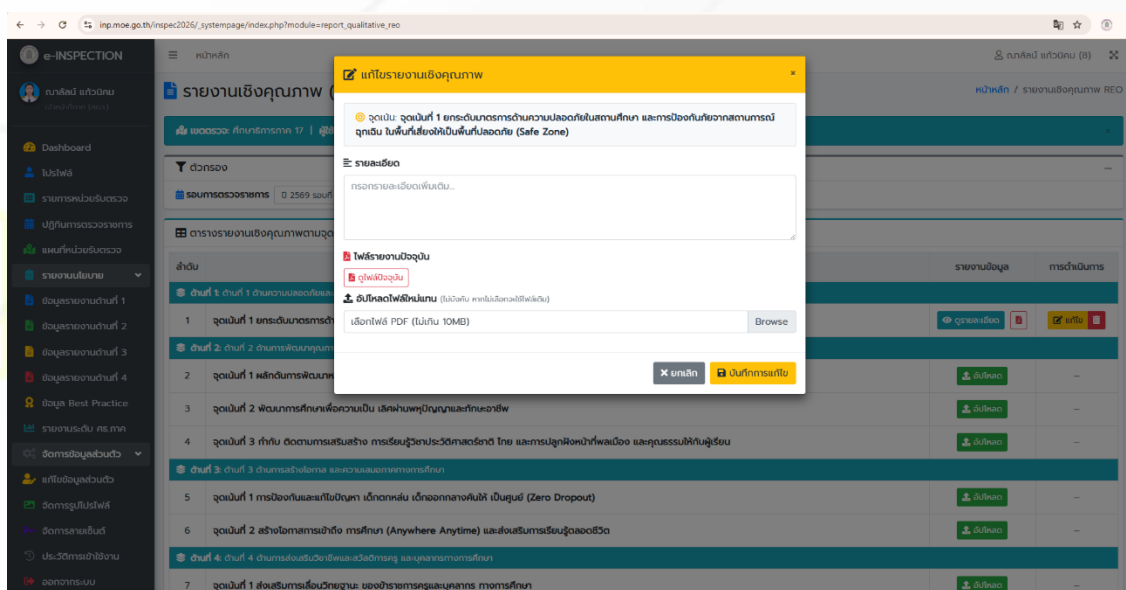 inp.moe.go.th/inspec2026/_systempage/index.php?module=report_qualitative_reo
e-INSPECTION
หน้าหลัก
ณาลัลน์ แก้วนิคม (8)
ณาลัลน์ แก้วนิคม
Dashboard
โปรไฟล์
รายการหน่วยรับตรวจ
ปฏิทินการตรวจราชการ
แผนที่หน่วยรับตรวจ
รายงานนโยบาย
ข้อมูลรายงานด้านที่ 1
ข้อมูลรายงานด้านที่ 2
ข้อมูลรายงานด้านที่ 3
ข้อมูลรายงานด้านที่ 4
ข้อมูล Best Practice
รายงานระดับ ศธ.ภาค
จัดการข้อมูลส่วนตัว
แก้ไขข้อมูลส่วนตัว
จัดการรูปโปรไฟล์
จัดการลายเซ็นต์
ประวัติการเข้าใช้งาน
ออกจากระบบ
รายงานเชิงคุณภาพ (
หน้าหลัก / รายงานเชิงคุณภาพ REO
เขตตรวจ: ศึกษาธิการภาค 17 | ผู้ใช้
ตัวกรอง
รอบการตรวจราชการ ปี 2569 รอบที่
ตารางรายงานเชิงคุณภาพตามจุด
ลำดับ
รายงานข้อมูล
การดำเนินการ
ด้านที่ 1: ด้านที่ 1 ด้านความปลอดภัยและ
1 จุดเน้นที่ 1 ยกระดับมาตรการด้า
ดูรายละเอียด
แก้ไข
ด้านที่ 2: ด้านที่ 2 ด้านการพัฒนาคุณภา
2 จุดเน้นที่ 1 ผลักดันการพัฒนาห
อัปโหลด
–
3 จุดเน้นที่ 2 พัฒนาการศึกษาเพื่อความเป็น เลิศผ่านพหุปัญญาและทักษะอาชีพ
อัปโหลด
–
4 จุดเน้นที่ 3 กำกับ ติดตามการเสริมสร้าง การเรียนรู้วิชาประวัติศาสตร์ชาติ ไทย และการปลูกฝังหน้าที่พลเมือง และคุณธรรมให้กับผู้เรียน
อัปโหลด
–
ด้านที่ 3: ด้านที่ 3 ด้านการสร้างโอกาส และความเสมอภาคทางการศึกษา
5 จุดเน้นที่ 1 การป้องกันและแก้ไขปัญหา เด็กตกหล่น เด็กออกกลางคันให้ เป็นศูนย์ (Zero Dropout)
อัปโหลด
–
6 จุดเน้นที่ 2 สร้างโอกาสการเข้าถึง การศึกษา (Anywhere Anytime) และส่งเสริมการเรียนรู้ตลอดชีวิต
อัปโหลด
–
ด้านที่ 4: ด้านที่ 4 ด้านการส่งเสริมวิชาชีพและสวัสดิการครู และบุคลากรทางการศึกษา
7 จุดเน้นที่ 1 ส่งเสริมการเลื่อนวิทยฐานะ ของข้าราชการครูและบุคลากร ทางการศึกษา
อัปโหลด
–
แก้ไขรายงานเชิงคุณภาพ
×
จุดเน้น: จุดเน้นที่ 1 ยกระดับมาตรการด้านความปลอดภัยในสถานศึกษา และการป้องกันภัยจากสถานการณ์
ฉุกเฉิน ในพื้นที่เสี่ยงให้เป็นพื้นที่ปลอดภัย (Safe Zone)
รายละเอียด
กรอกรายละเอียดเพิ่มเติม...
ไฟล์รายงานปัจจุบัน
ดูไฟล์ปัจจุบัน
อัปโหลดไฟล์ใหม่แทน (ไม่บังคับ หากไม่เลือกจะใช้ไฟล์เดิม)
เลือกไฟล์ PDF (ไม่เกิน 10MB)
Browse
ยกเลิก
บันทึกการแก้ไข